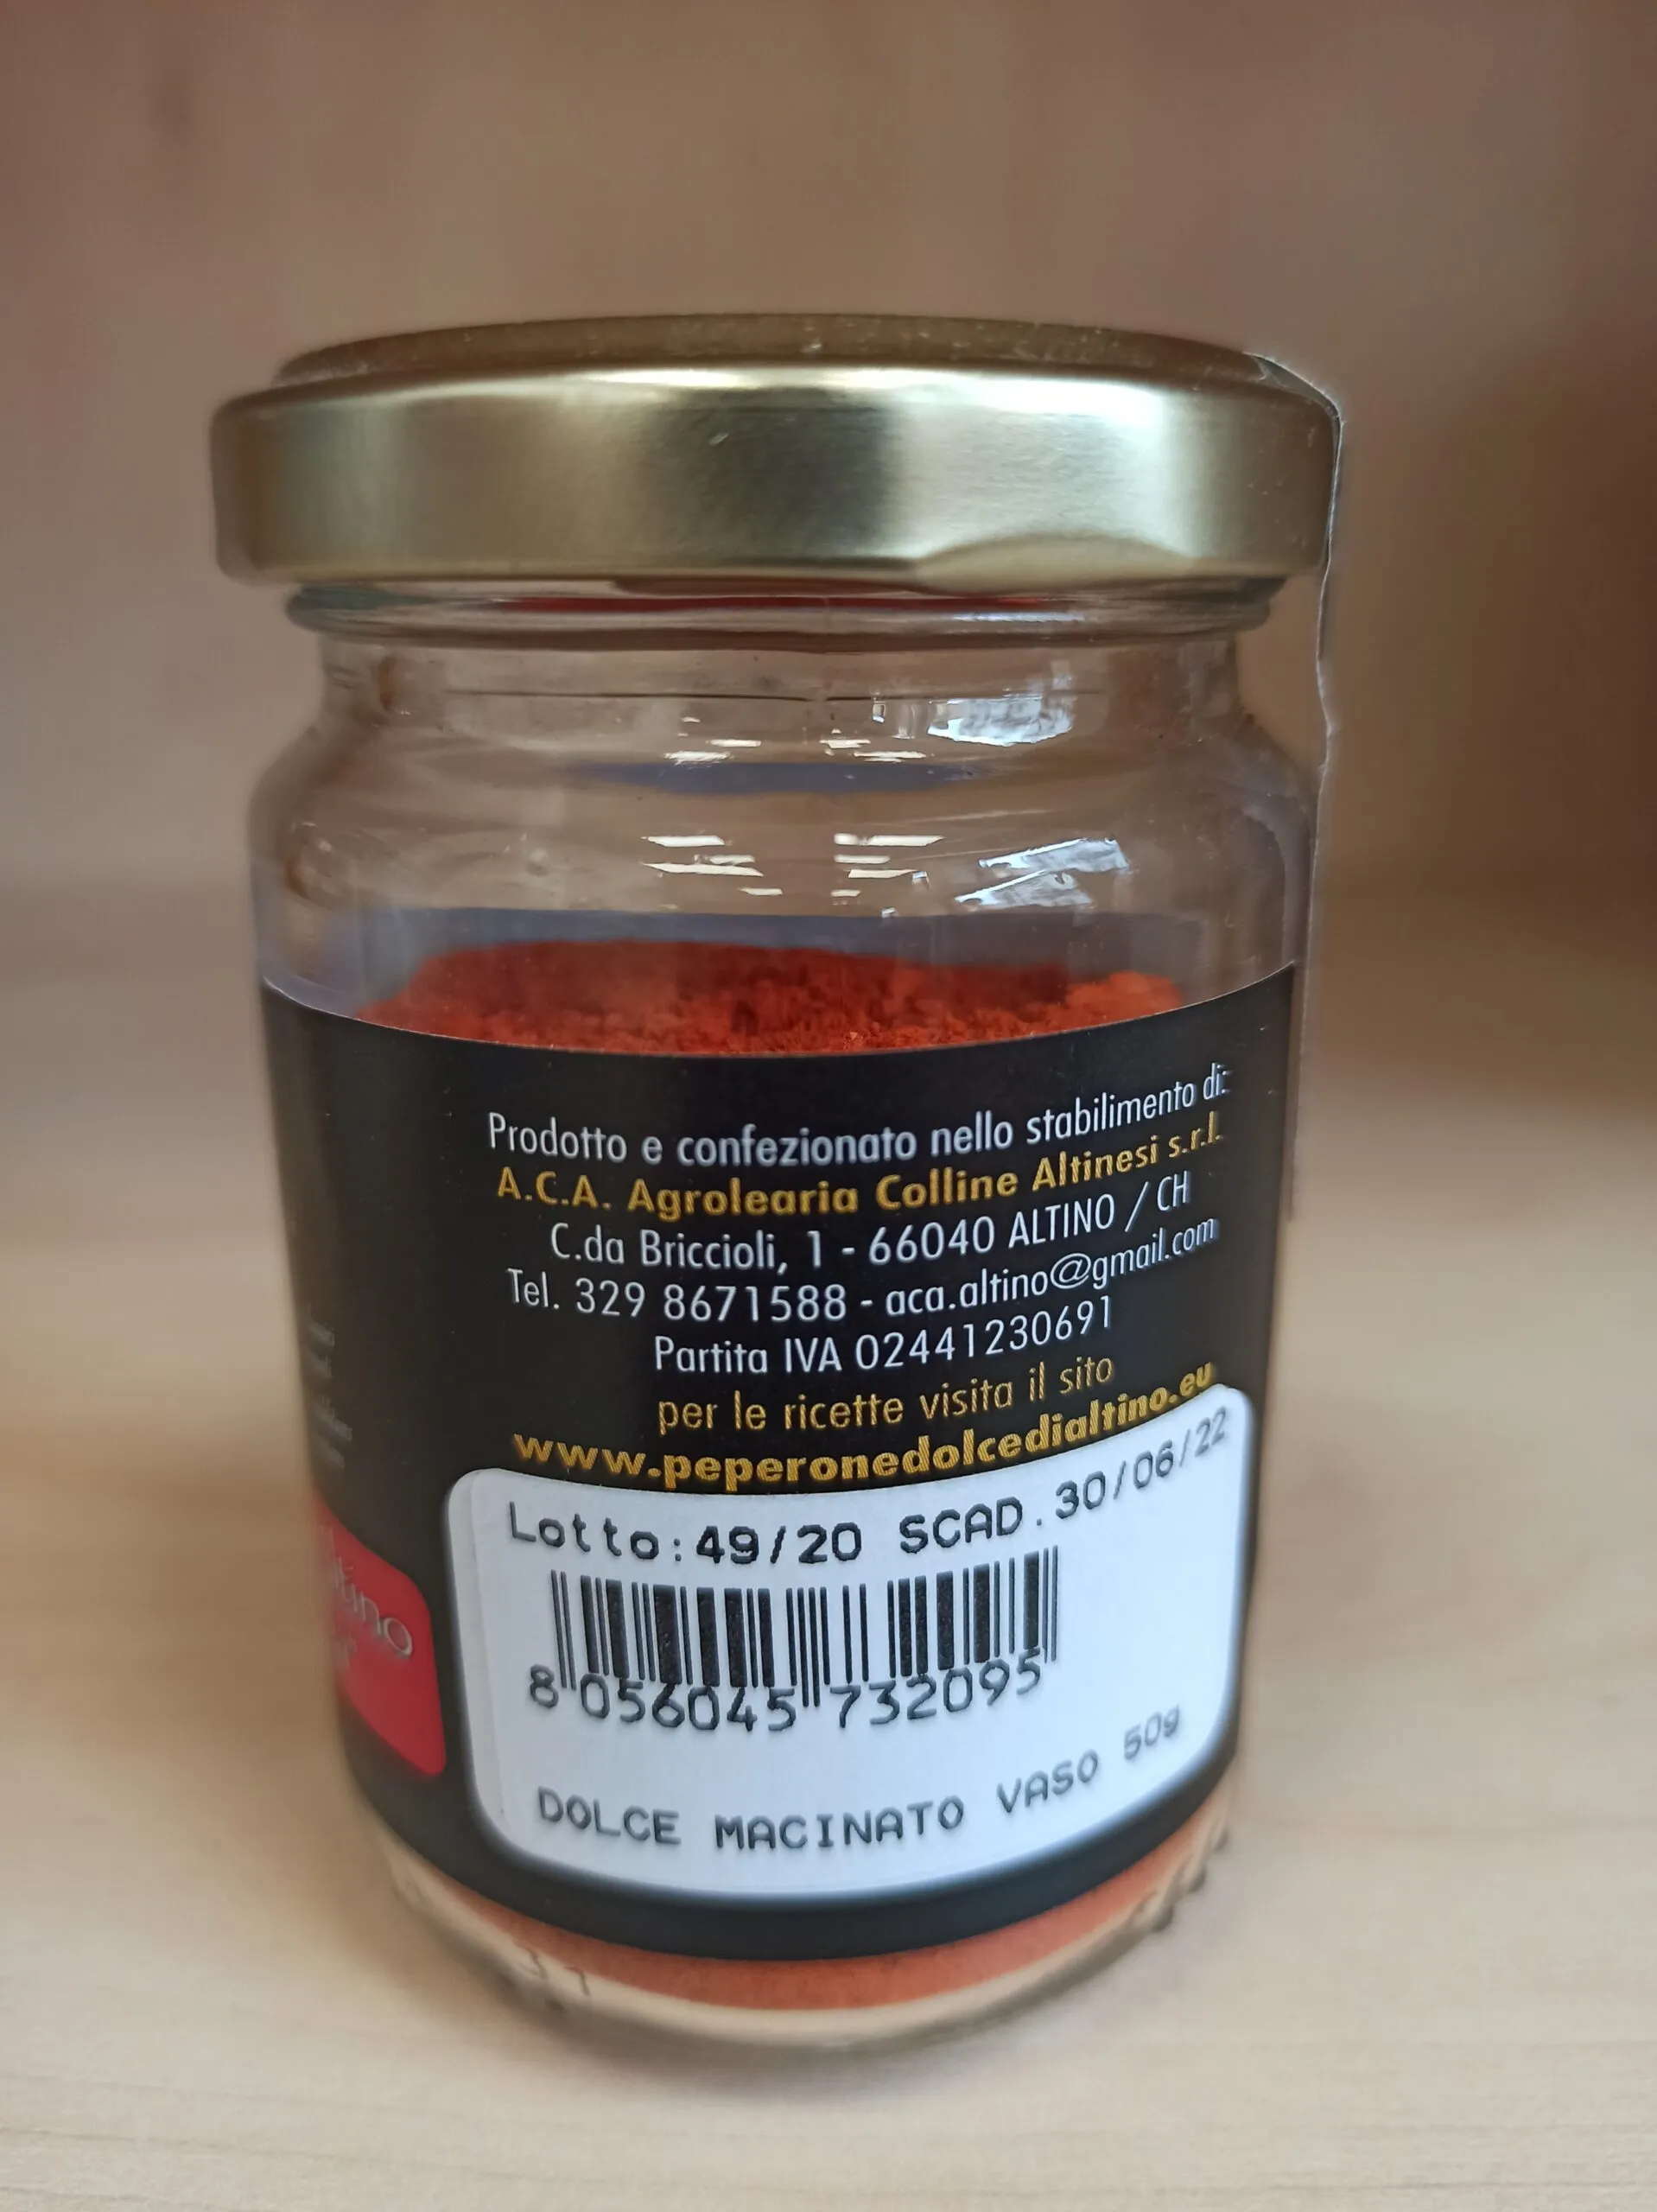 Prodotto e confezionato nello stabilimento di:
A.C.A. Agrolearia Colline Altinesi s.r.l.
C.da Briccioli, 1 - 66040 ALTINO / CH
Tel. 329 8671588 - aca.altino@gmail.com
Partita IVA 02441230691
per le ricette visita il sito
www.peperonedolcedialtino.eu
Lotto:49/20 SCAD.30/06/22
8 056045 732095
DOLCE MACINATO VASO 50g